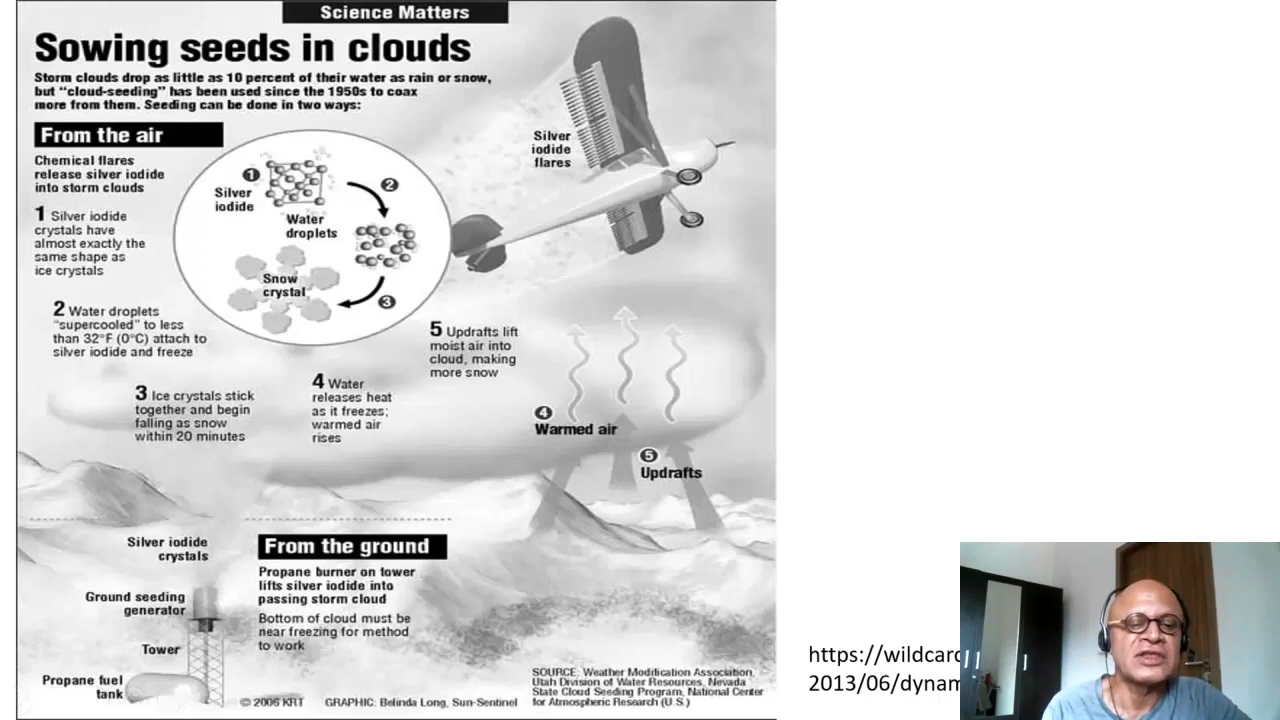 Science Matters
Sowing seeds in clouds
Storm clouds drop as little as 10 percent of their water as rain or snow,
but "cloud-seeding" has been used since the 1950s to coax
more from them. Seeding can be done in two ways:
From the air
Chemical flares
release silver iodide
into storm clouds
1 Silver iodide
crystals have
almost exactly the
same shape as
ice crystals
1
Silver
iodide
2
Water
droplets
Snow
crystal
3
Silver
iodide
flares
2 Water droplets
"supercooled" to less
than 32°F (0°C) attach to
silver iodide and freeze
3 Ice crystals stick
together and begin
falling as snow
within 20 minutes
4 Water
releases heat
as it freezes;
warmed air
rises
5 Updrafts lift
moist air into
cloud, making
more snow
4
Warmed air
5
Updrafts
Silver iodide
crystals
Ground seeding
generator
Tower
Propane fuel
tank
From the ground
Propane burner on tower
lifts silver iodide into
passing storm cloud
Bottom of cloud must be
near freezing for method
to work
© 2006 KRT
GRAPHIC: Belinda Long, Sun-Sentinel
SOURCE: Weather Modification Association,
Utah Division of Water Resources, Nevada
State Cloud Seeding Program, National Center
for Atmospheric Research (U.S.)
https://wildcard
2013/06/dynam